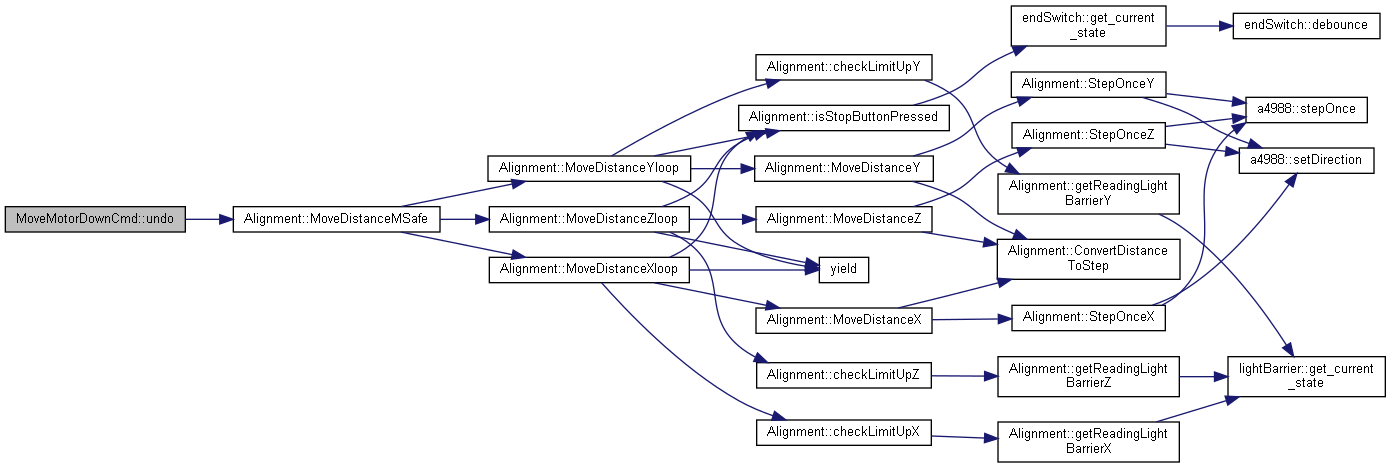 MoveMotorDownCmd::undo
Alignment::MoveDistanceMSafe
Alignment::MoveDistanceYloop
Alignment::MoveDistanceZloop
Alignment::MoveDistanceXloop
Alignment::checkLimitUpY
Alignment::isStopButtonPressed
Alignment::MoveDistanceY
Alignment::MoveDistanceZ
yield
Alignment::MoveDistanceX
Alignment::checkLimitUpZ
Alignment::checkLimitUpX
endSwitch::get_current
_state
Alignment::StepOnceY
Alignment::StepOnceZ
Alignment::getReadingLight
BarrierY
Alignment::ConvertDistance
ToStep
Alignment::StepOnceX
Alignment::getReadingLight
BarrierZ
Alignment::getReadingLight
BarrierX
endSwitch::debounce
a4988::stepOnce
a4988::setDirection
lightBarrier::get_current
_state